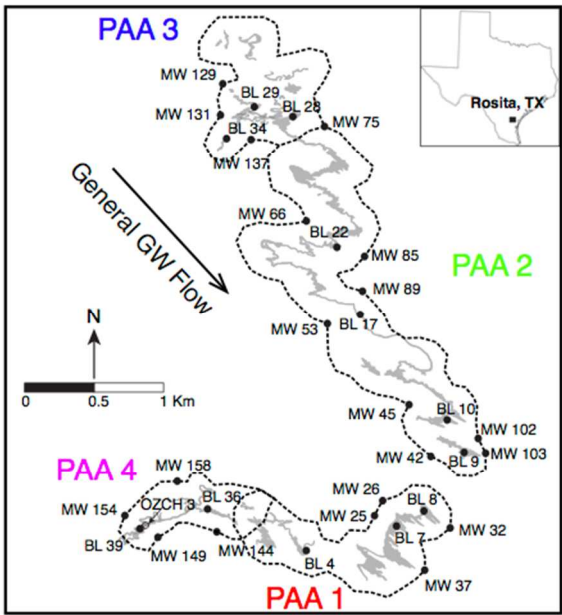 PAA 3
MW 129
BL 29
MW 131
BL 28
BL 34
MW 75
MW 137
Rosita, TX
General GW Flow
MW 66
BL 22
MW 85
PAA 2
MW 89
MW 53
BL 17
N
0 0.5 1 Km
MW 45
BL 10
MW 102
MW 42
BL 9
MW 103
PAA 4
MW 158
MW 154
OZCH 3
BL 36
MW 26
BL 8
MW 25
MW 32
BL 39
BL 7
MW 149
MW 144
BL 4
MW 37
PAA 1